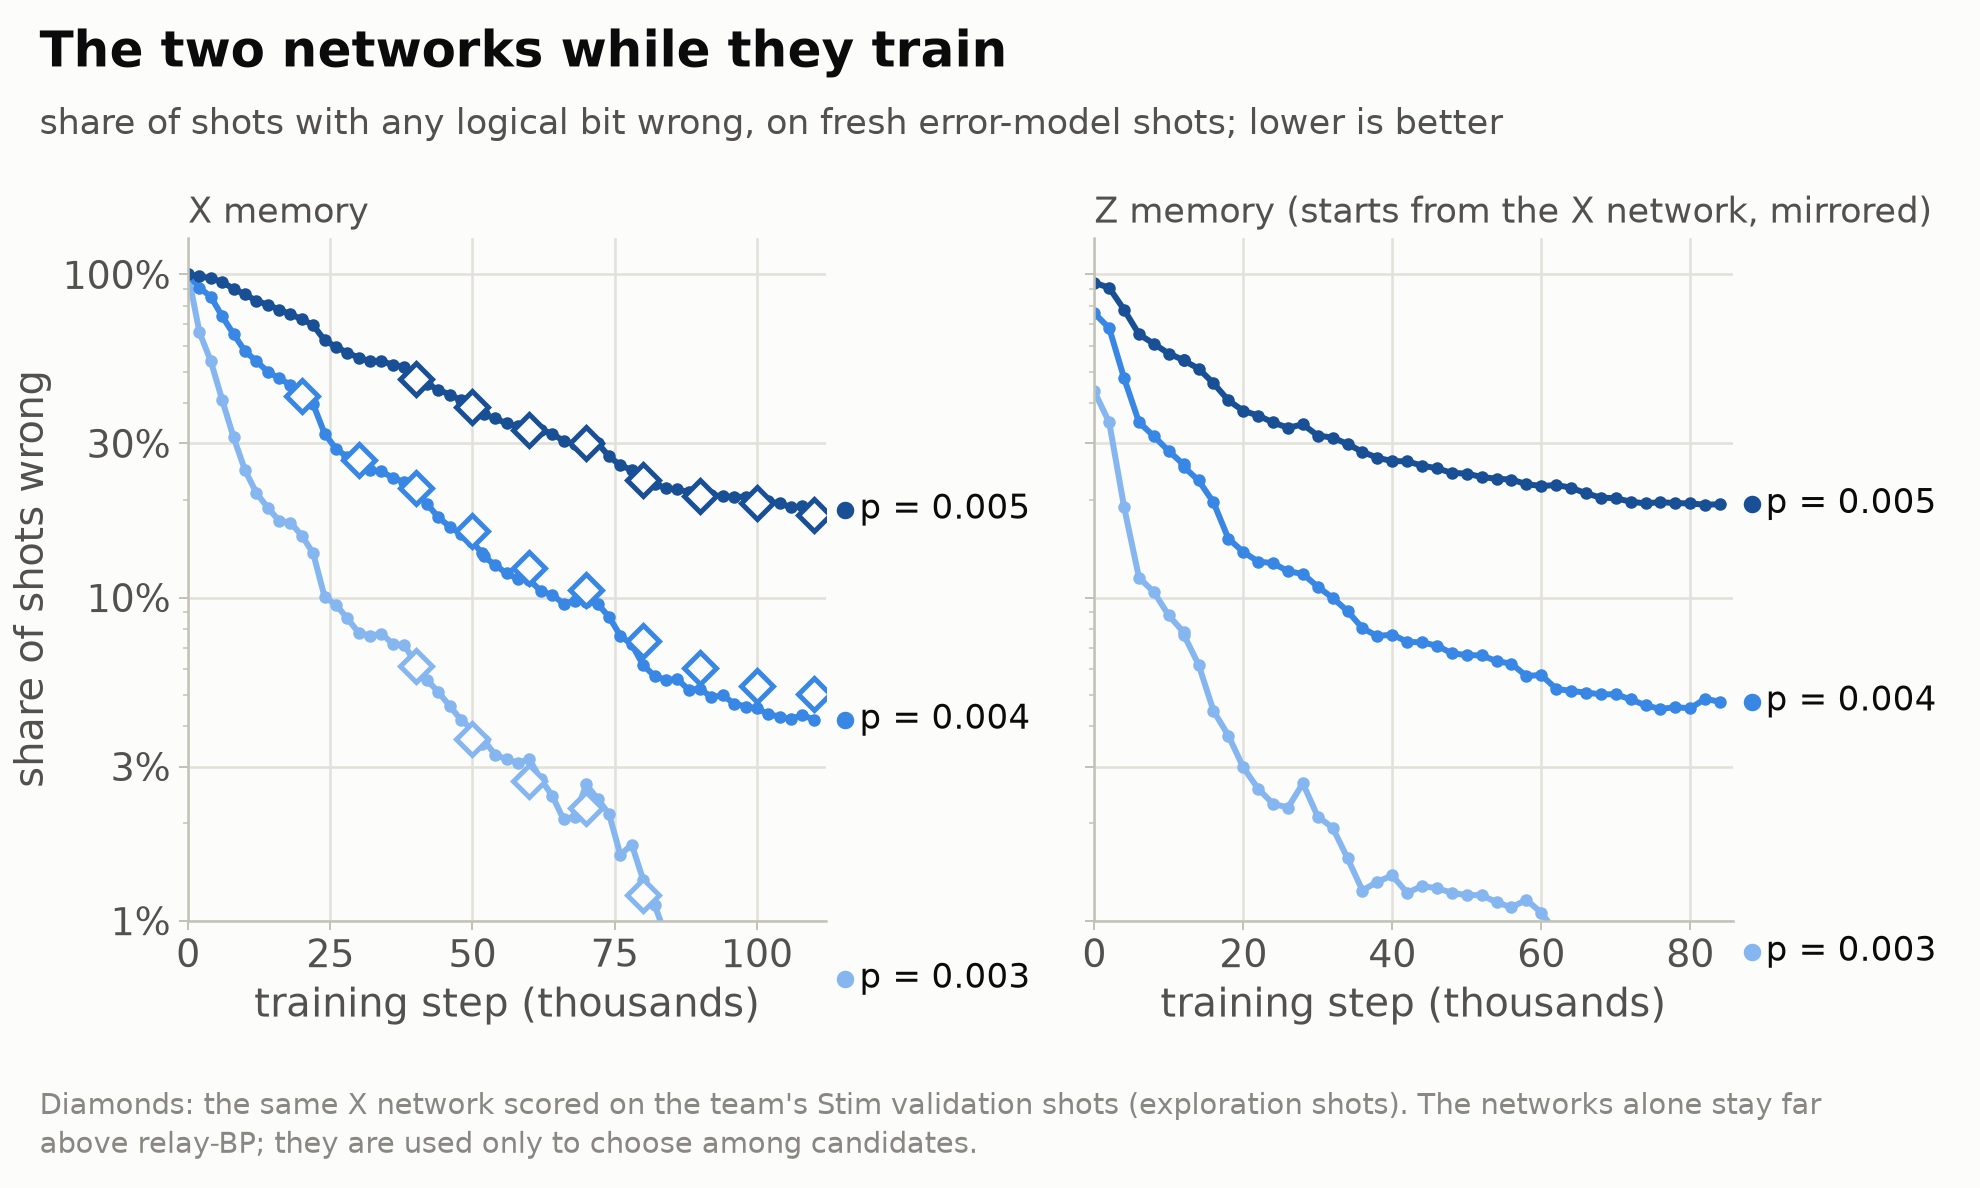 The two networks while they train
share of shots with any logical bit wrong, on fresh error-model shots; lower is better
X memory
Z memory (starts from the X network, mirrored)
share of shots wrong
100%
30%
10%
3%
1%
p = 0.005
p = 0.004
p = 0.003
p = 0.005
p = 0.004
p = 0.003
0 25 50 75 100
0 20 40 60 80
training step (thousands)
training step (thousands)
Diamonds: the same X network scored on the team's Stim validation shots (exploration shots). The networks alone stay far
above relay-BP; they are used only to choose among candidates.